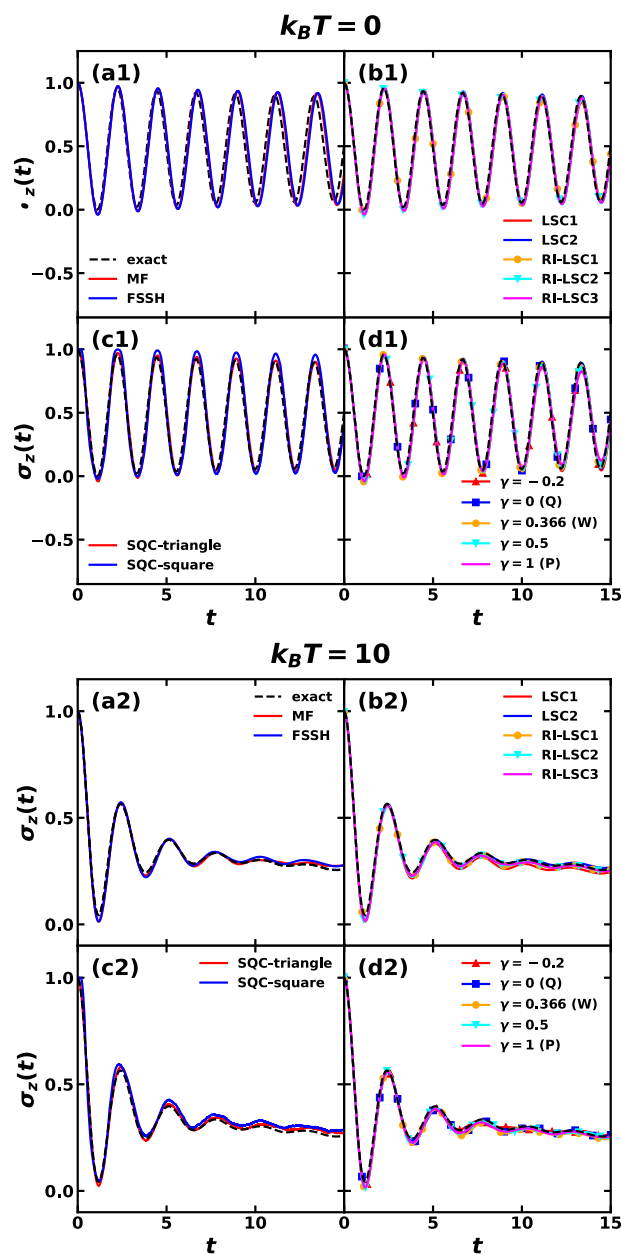 k_BT = 0
(a1)
(b1)
1.0
0.5
0.0
−0.5
•_z(t)
exact
MF
FSSH
LSC1
LSC2
RI-LSC1
RI-LSC2
RI-LSC3
(c1)
(d1)
1.0
0.5
0.0
−0.5
σ_z(t)
SQC-triangle
SQC-square
γ = −0.2
γ = 0 (Q)
γ = 0.366 (W)
γ = 0.5
γ = 1 (P)
0 5 10 0 5 10 15
t t
k_BT = 10
(a2)
(b2)
1.0
0.5
0.0
σ_z(t)
exact
MF
FSSH
LSC1
LSC2
RI-LSC1
RI-LSC2
RI-LSC3
(c2)
(d2)
1.0
0.5
0.0
σ_z(t)
SQC-triangle
SQC-square
γ = −0.2
γ = 0 (Q)
γ = 0.366 (W)
γ = 0.5
γ = 1 (P)
0 5 10 0 5 10 15
t t